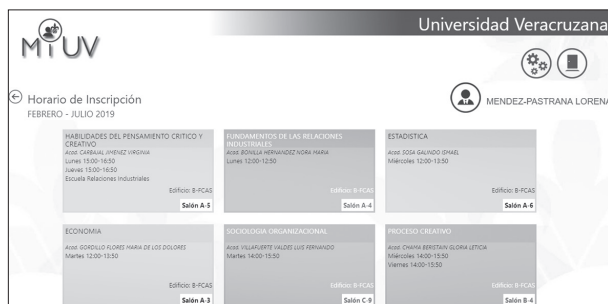 Universidad Veracruzana
MiUV
Horario de Inscripción
FEBRERO - JULIO 2019
MENDEZ-PASTRANA LORENA
HABILIDADES DEL PENSAMIENTO CRITICO Y
CREATIVO
Acad. CARBAJAL JIMENEZ VIRGINIA
Lunes 15:00-16:50
Jueves 15:00-16:50
Escuela Relaciones Industriales
Edificio: B-FCAS
Salón A-5
FUNDAMENTOS DE LAS RELACIONES
INDUSTRIALES
Acad. BONILLA HERNANDEZ NORA MARIA
Lunes 12:00-12:50
Edificio: B-FCAS
Salón A-4
ESTADISTICA
Acad. SOSA GALINDO ISMAEL
Miércoles 12:00-13:50
Edificio: B-FCAS
Salón A-6
ECONOMIA
Acad. GORDILLO FLORES MARIA DE LOS DOLORES
Martes 12:00-13:50
Edificio: B-FCAS
Salón A-3
SOCIOLOGIA ORGANIZACIONAL
Acad. VILLAFUERTE VALDES LUIS FERNANDO
Martes 14:00-15:50
Edificio: B-FCAS
Salón C-9
PROCESO CREATIVO
Acad. CHAMA BERISTAIN GLORIA LETICIA
Miércoles 14:00-15:50
Viernes 14:00-15:50
Edificio: B-FCAS
Salón B-4